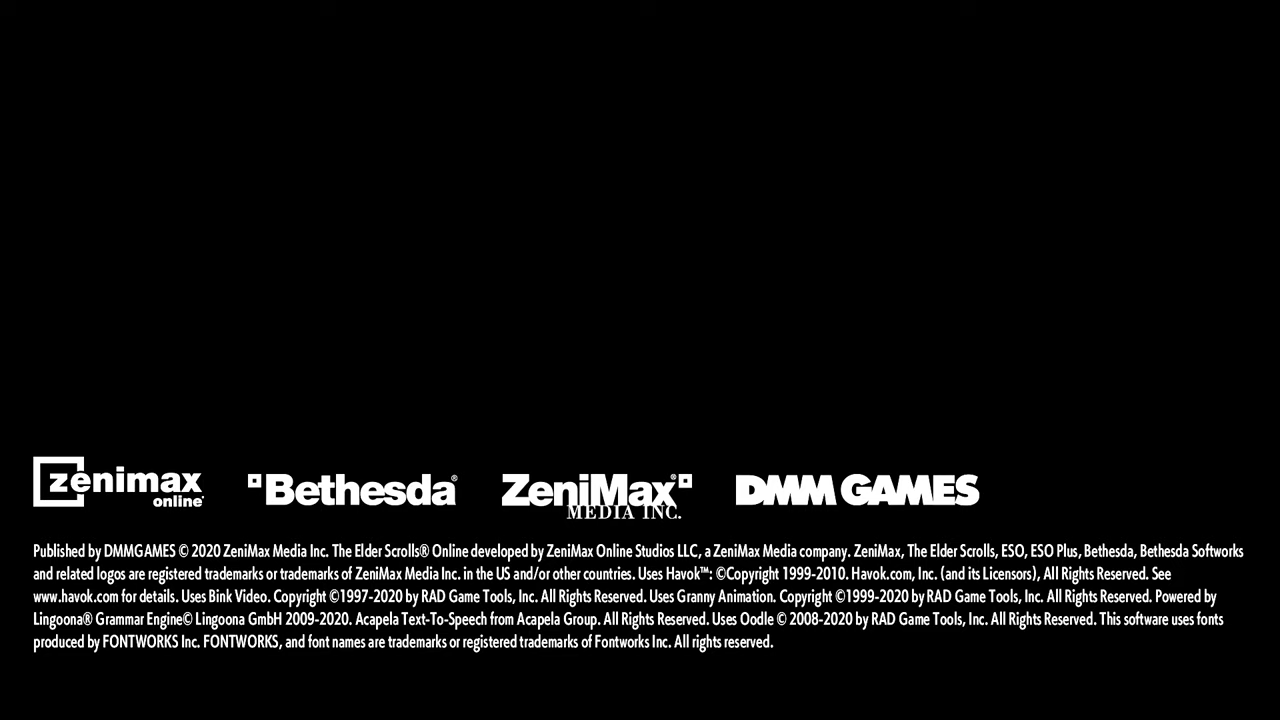 zenimax online
Bethesda®
ZeniMax® MEDIA INC.
DMM GAMES
Published by DMMGAMES © 2020 ZeniMax Media Inc. The Elder Scrolls® Online developed by ZeniMax Online Studios LLC, a ZeniMax Media company. ZeniMax, The Elder Scrolls, ESO, ESO Plus, Bethesda, Bethesda Softworks
and related logos are registered trademarks or trademarks of ZeniMax Media Inc. in the US and/or other countries. Uses Havok™: ©Copyright 1999-2010. Havok.com, Inc. (and its Licensors), All Rights Reserved. See
www.havok.com for details. Uses Bink Video. Copyright ©1997-2020 by RAD Game Tools, Inc. All Rights Reserved. Uses Granny Animation. Copyright ©1999-2020 by RAD Game Tools, Inc. All Rights Reserved. Powered by
Lingoona® Grammar Engine© Lingoona GmbH 2009-2020. Acapela Text-To-Speech from Acapela Group. All Rights Reserved. Uses Oodle © 2008-2020 by RAD Game Tools, Inc. All Rights Reserved. This software uses fonts
produced by FONTWORKS Inc. FONTWORKS, and font names are trademarks or registered trademarks of Fontworks Inc. All rights reserved.